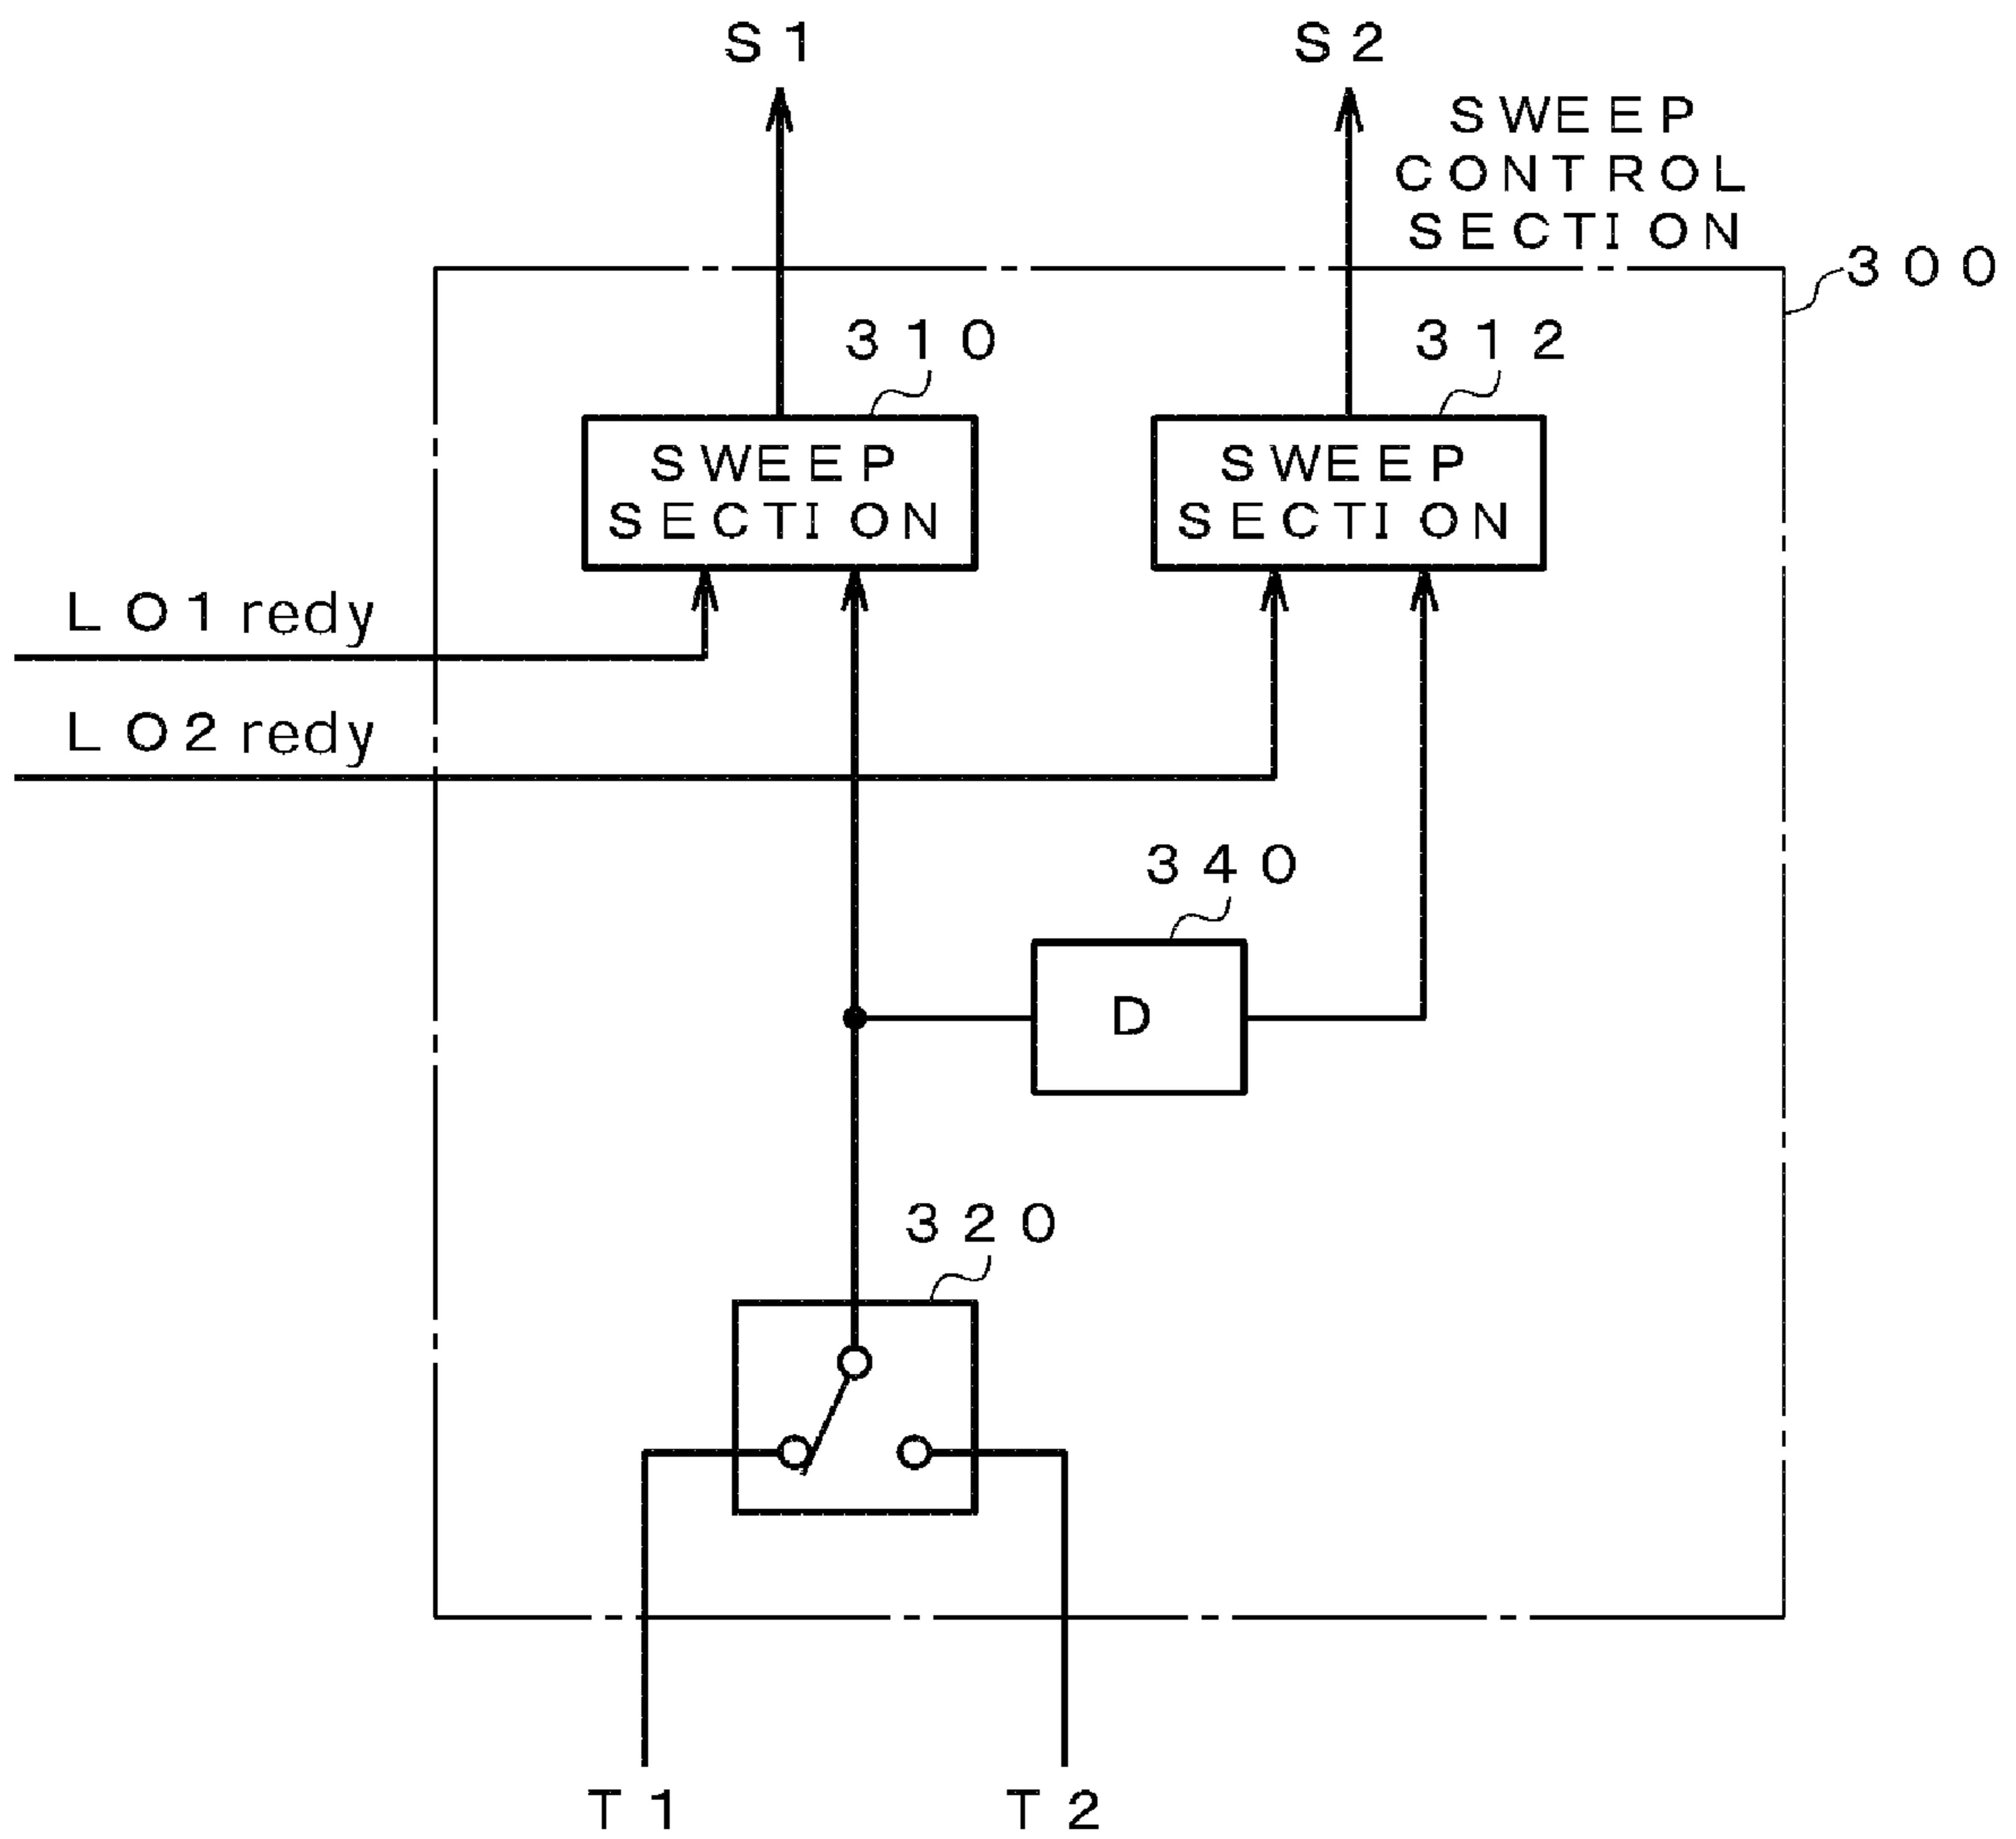 S1
S2
SWEEP
CONTROL
SECTION
300
310
312
SWEEP
SECTION
SWEEP
SECTION
LO1 redy
LO2 redy
340
D
320
T1
T2